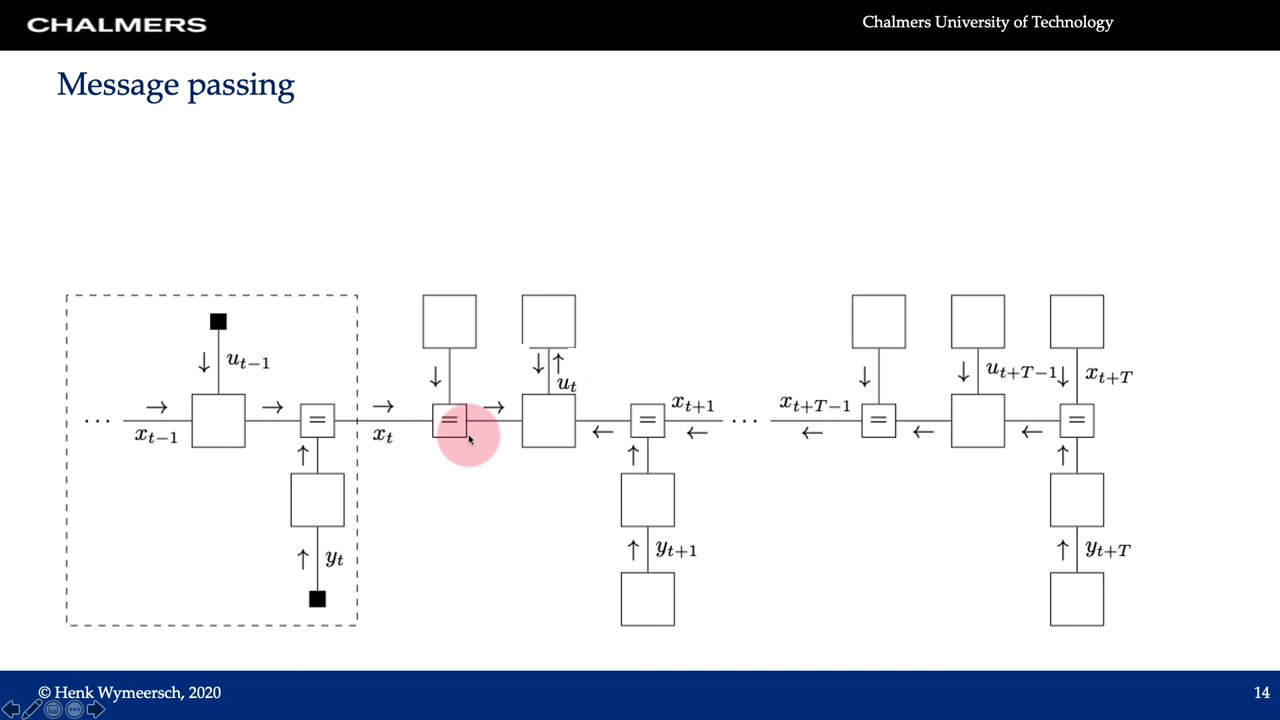 CHALMERS
Chalmers University of Technology
Message passing
↓ u_{t−1}
↓
↓ ↑
u_t
↓
↓ u_{t+T−1}
↓ x_{t+T}
⋯ →
x_{t−1}
→
=
→
x_t
=
→
←
=
x_{t+1}
←
⋯
x_{t+T−1}
←
=
←
←
=
↑
↑
↑
↑ y_t
↑ y_{t+1}
↑ y_{t+T}
© Henk Wymeersch, 2020
14